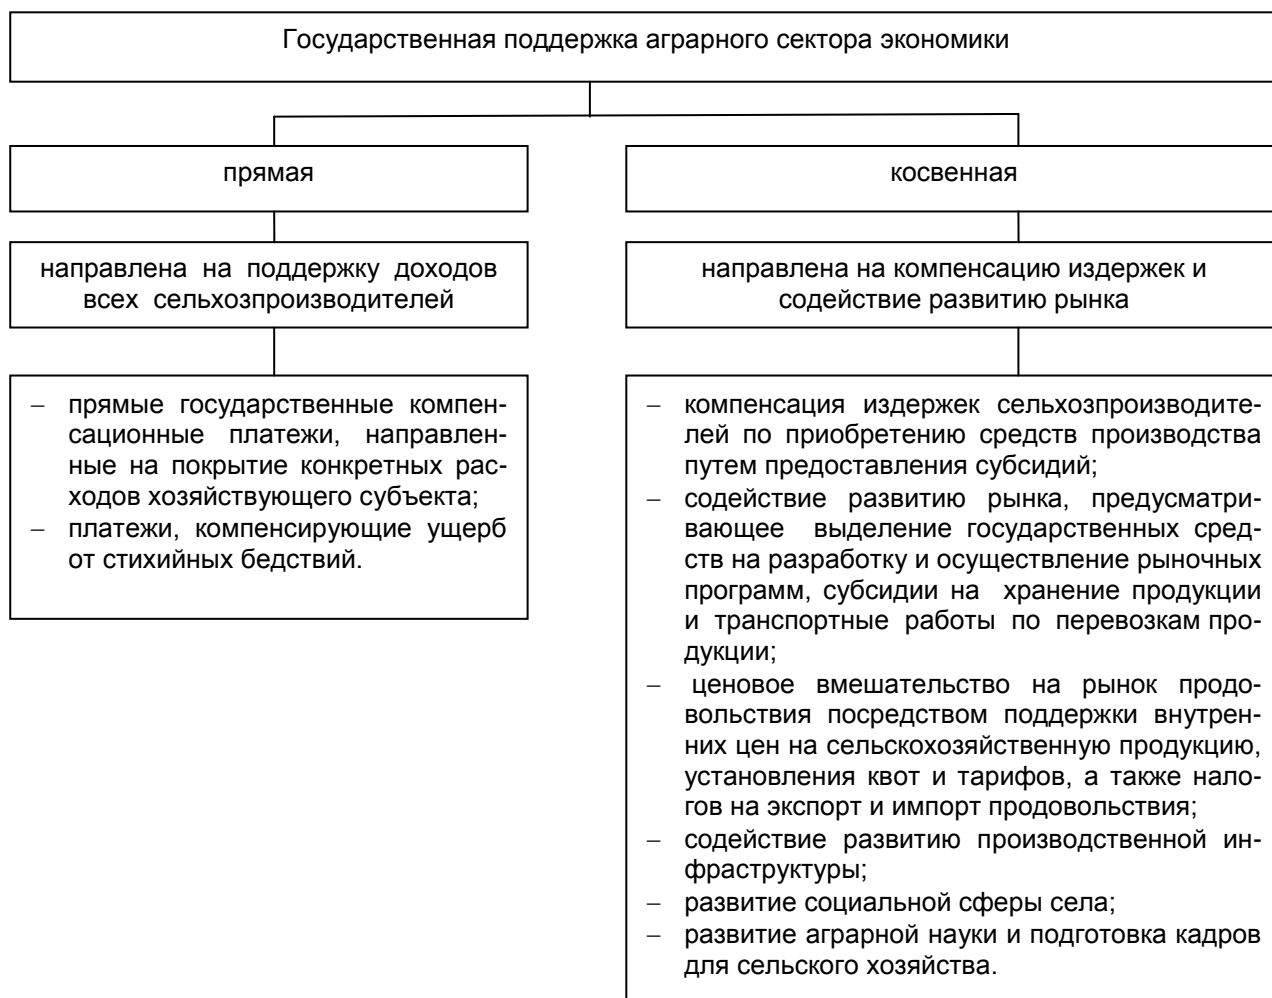 Государственная поддержка аграрного сектора экономики
прямая
направлена на поддержку доходов
всех сельхозпроизводителей
– прямые государственные компен-
сационные платежи, направлен-
ные на покрытие конкретных рас-
ходов хозяйствующего субъекта;
– платежи, компенсирующие ущерб
от стихийных бедствий.
косвенная
направлена на компенсацию издержек и
содействие развитию рынка
– компенсация издержек сельхозпроизводите-
лей по приобретению средств производства
путем предоставления субсидий;
– содействие развитию рынка, предусматри-
вающее выделение государственных сред-
ств на разработку и осуществление рыночных
программ, субсидии на хранение продукции
и транспортные работы по перевозкам про-
дукции;
– ценовое вмешательство на рынок продо-
вольствия посредством поддержки внутрен-
них цен на сельскохозяйственную продукцию,
установления квот и тарифов, а также нало-
гов на экспорт и импорт продовольствия;
– содействие развитию производственной ин-
фраструктуры;
– развитие социальной сферы села;
– развитие аграрной науки и подготовка кадров
для сельского хозяйства.